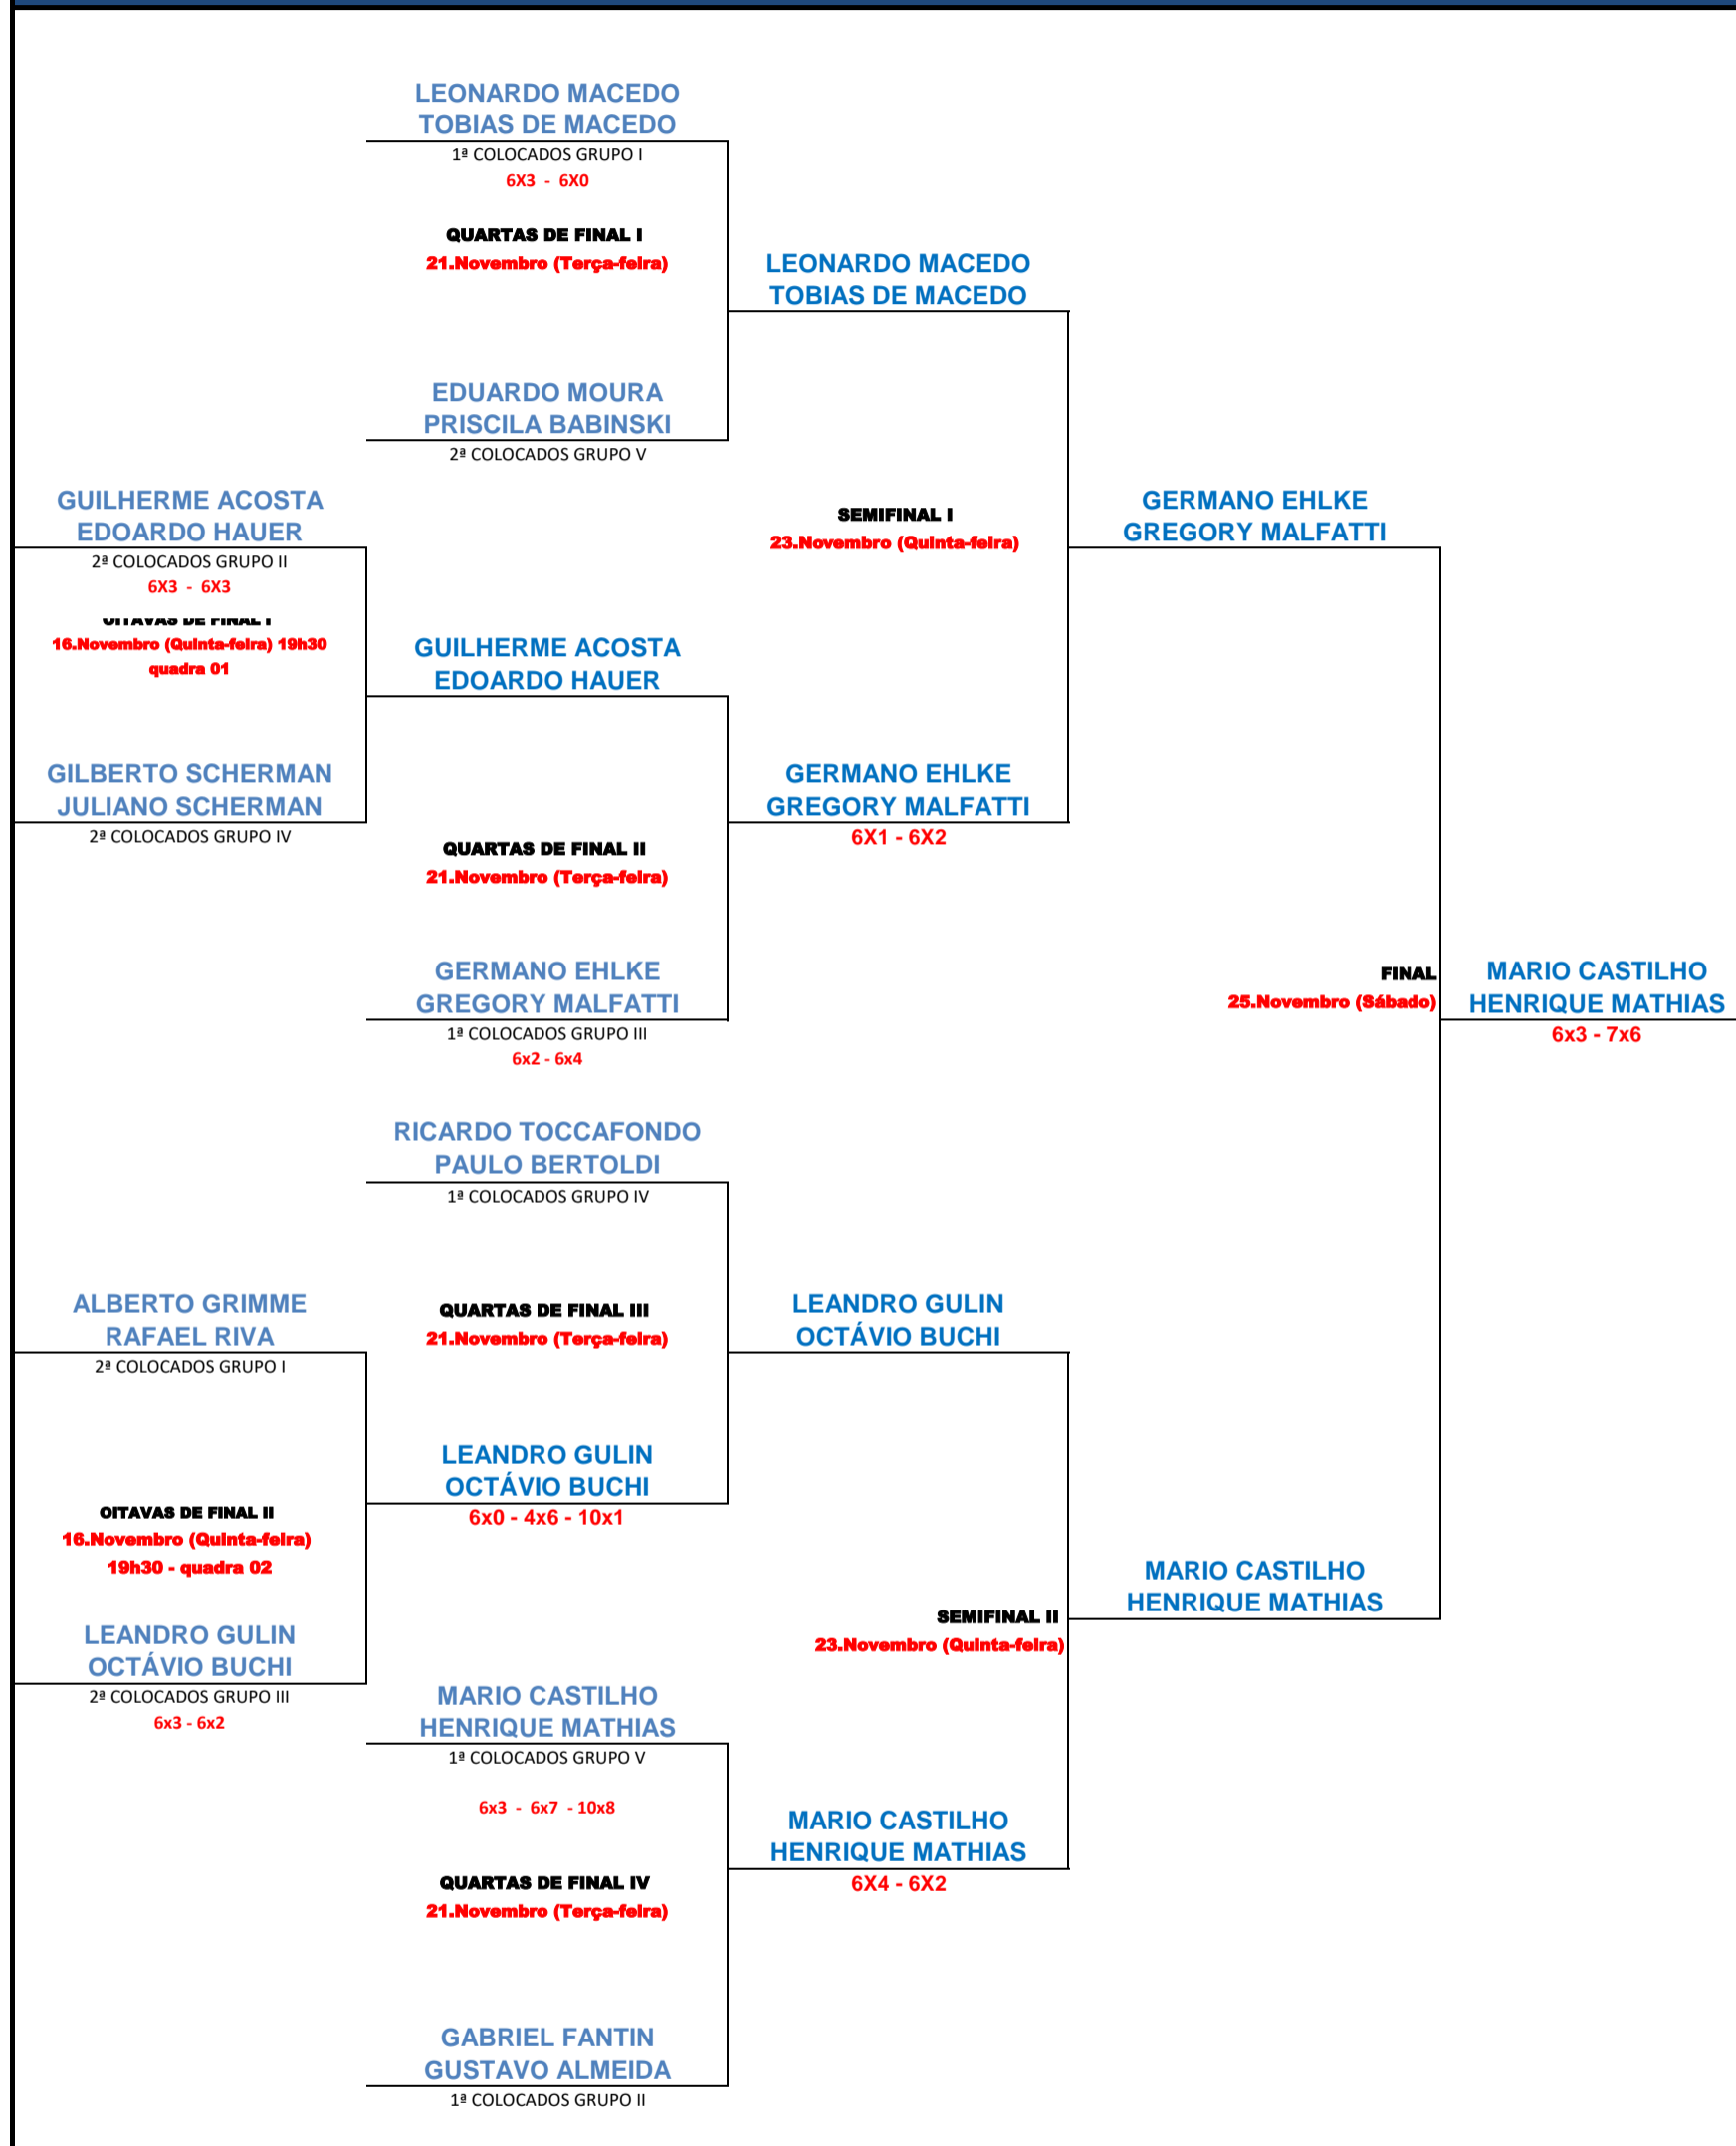 LEONARDO MACEDO
TOBIAS DE MACEDO
1ª COLOCADOS GRUPO I
6X3 - 6X0
QUARTAS DE FINAL I
21.Novembro (Terça-feira)
LEONARDO MACEDO
TOBIAS DE MACEDO
EDUARDO MOURA
PRISCILA BABINSKI
2ª COLOCADOS GRUPO V
GUILHERME ACOSTA
EDOARDO HAUER
2ª COLOCADOS GRUPO II
6X3 - 6X3
OITAVAS DE FINAL I
16.Novembro (Quinta-feira) 19h30
quadra 01
SEMIFINAL I
23.Novembro (Quinta-feira)
GERMANO EHLKE
GREGORY MALFATTI
GUILHERME ACOSTA
EDOARDO HAUER
GILBERTO SCHERMAN
JULIANO SCHERMAN
2ª COLOCADOS GRUPO IV
GERMANO EHLKE
GREGORY MALFATTI
6X1 - 6X2
QUARTAS DE FINAL II
21.Novembro (Terça-feira)
GERMANO EHLKE
GREGORY MALFATTI
1ª COLOCADOS GRUPO III
6x2 - 6x4
FINAL
25.Novembro (Sábado)
MARIO CASTILHO
HENRIQUE MATHIAS
6x3 - 7x6
RICARDO TOCCAFONDO
PAULO BERTOLDI
1ª COLOCADOS GRUPO IV
ALBERTO GRIMME
RAFAEL RIVA
2ª COLOCADOS GRUPO I
QUARTAS DE FINAL III
21.Novembro (Terça-feira)
LEANDRO GULIN
OCTÁVIO BUCHI
LEANDRO GULIN
OCTÁVIO BUCHI
6x0 - 4x6 - 10x1
OITAVAS DE FINAL II
16.Novembro (Quinta-feira)
19h30 - quadra 02
LEANDRO GULIN
OCTÁVIO BUCHI
2ª COLOCADOS GRUPO III
6x3 - 6x2
SEMIFINAL II
23.Novembro (Quinta-feira)
MARIO CASTILHO
HENRIQUE MATHIAS
MARIO CASTILHO
HENRIQUE MATHIAS
1ª COLOCADOS GRUPO V
6x3 - 6x7 - 10x8
MARIO CASTILHO
HENRIQUE MATHIAS
6X4 - 6X2
QUARTAS DE FINAL IV
21.Novembro (Terça-feira)
GABRIEL FANTIN
GUSTAVO ALMEIDA
1ª COLOCADOS GRUPO II